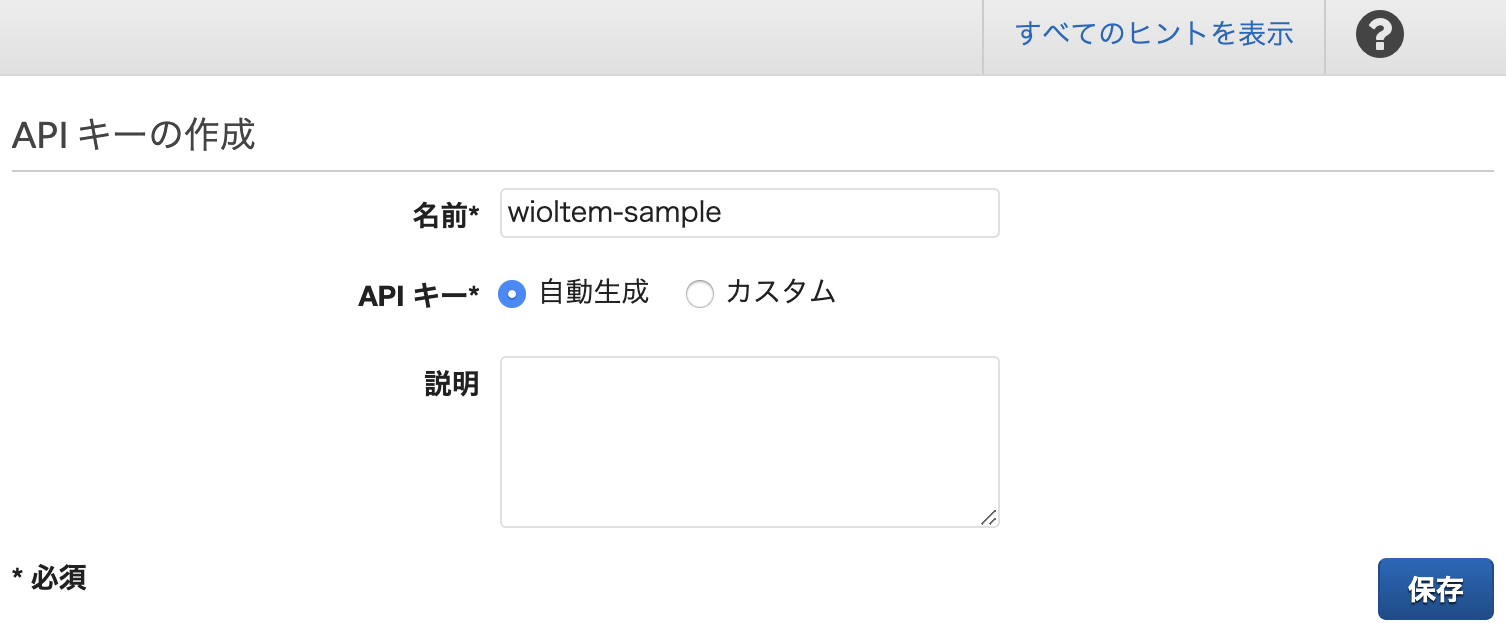 すべてのヒントを表示
API キーの作成
名前* wioltem-sample
API キー* 自動生成 カスタム
説明
* 必須
保存